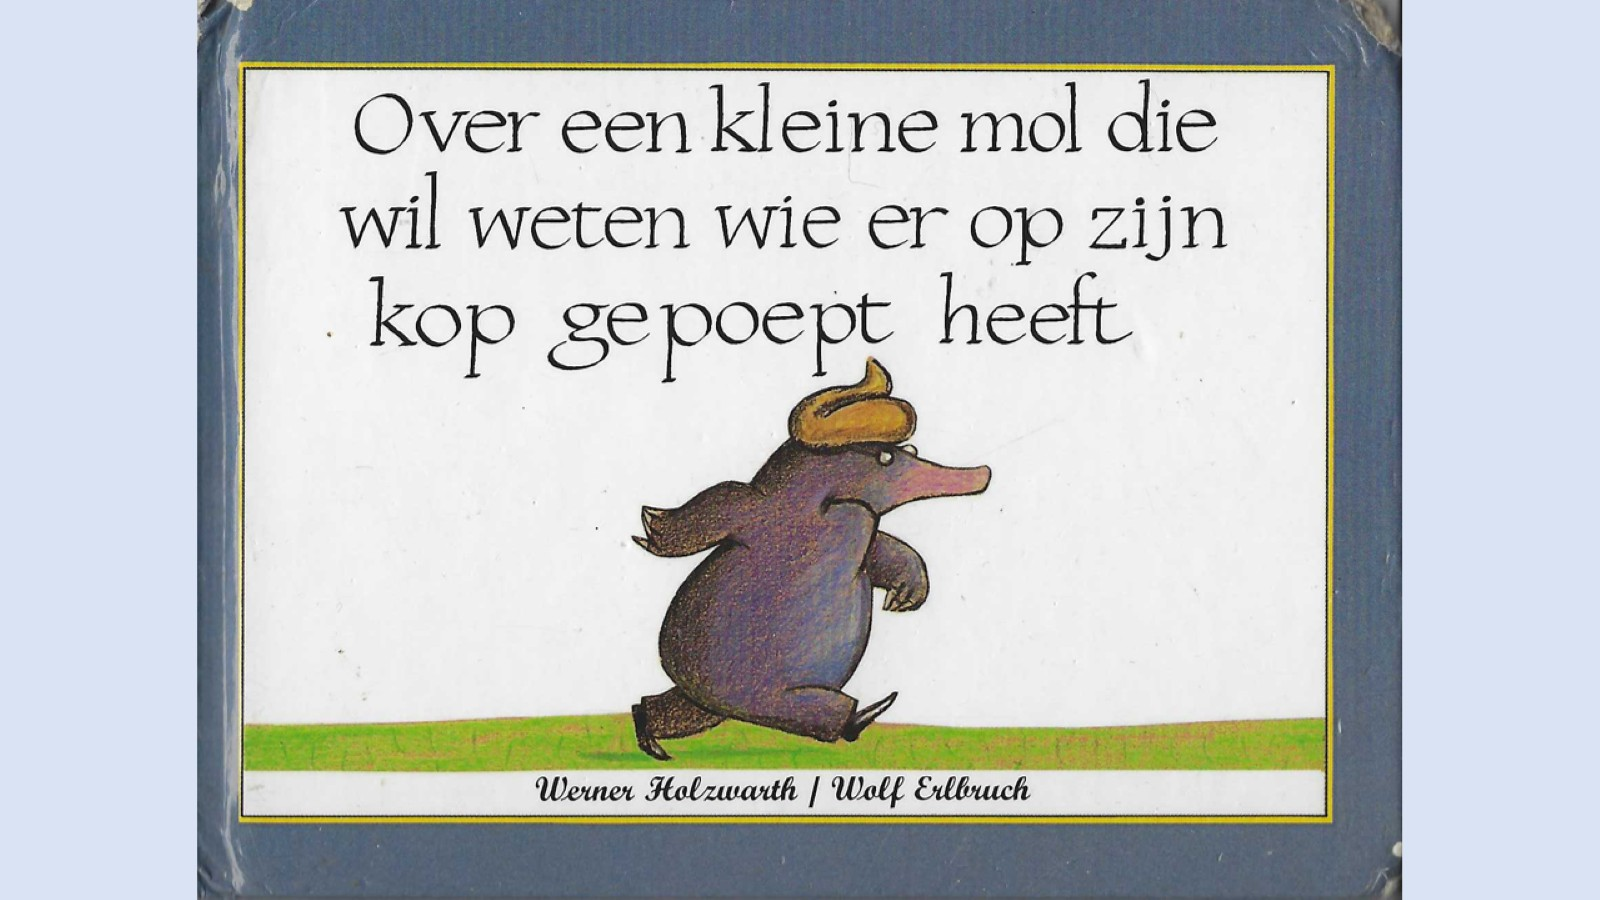 Over een kleine mol die
wil weten wie er op zijn
kop gepoept heeft
Werner Holzwarth / Wolf Erlbruch